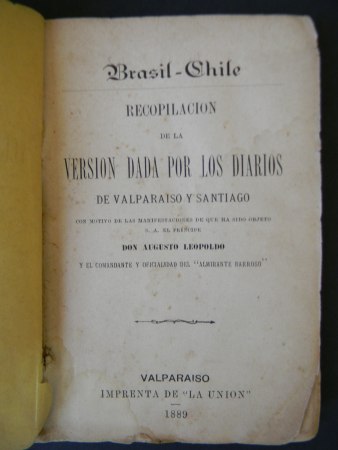 Brasil-Chile
RECOPILACION
DE LA
VERSION DADA POR LOS DIARIOS
DE VALPARAISO Y SANTIAGO
CON MOTIVO DE LAS MANIFESTACIONES DE QUE HA SIDO OBJETO
S. A. EL PRÍNCIPE
DON AUGUSTO LEOPOLDO
Y EL COMANDANTE Y OFICIALIDAD DEL "ALMIRANTE BARROSO"
VALPARAISO
IMPRENTA DE "LA UNION"
1889